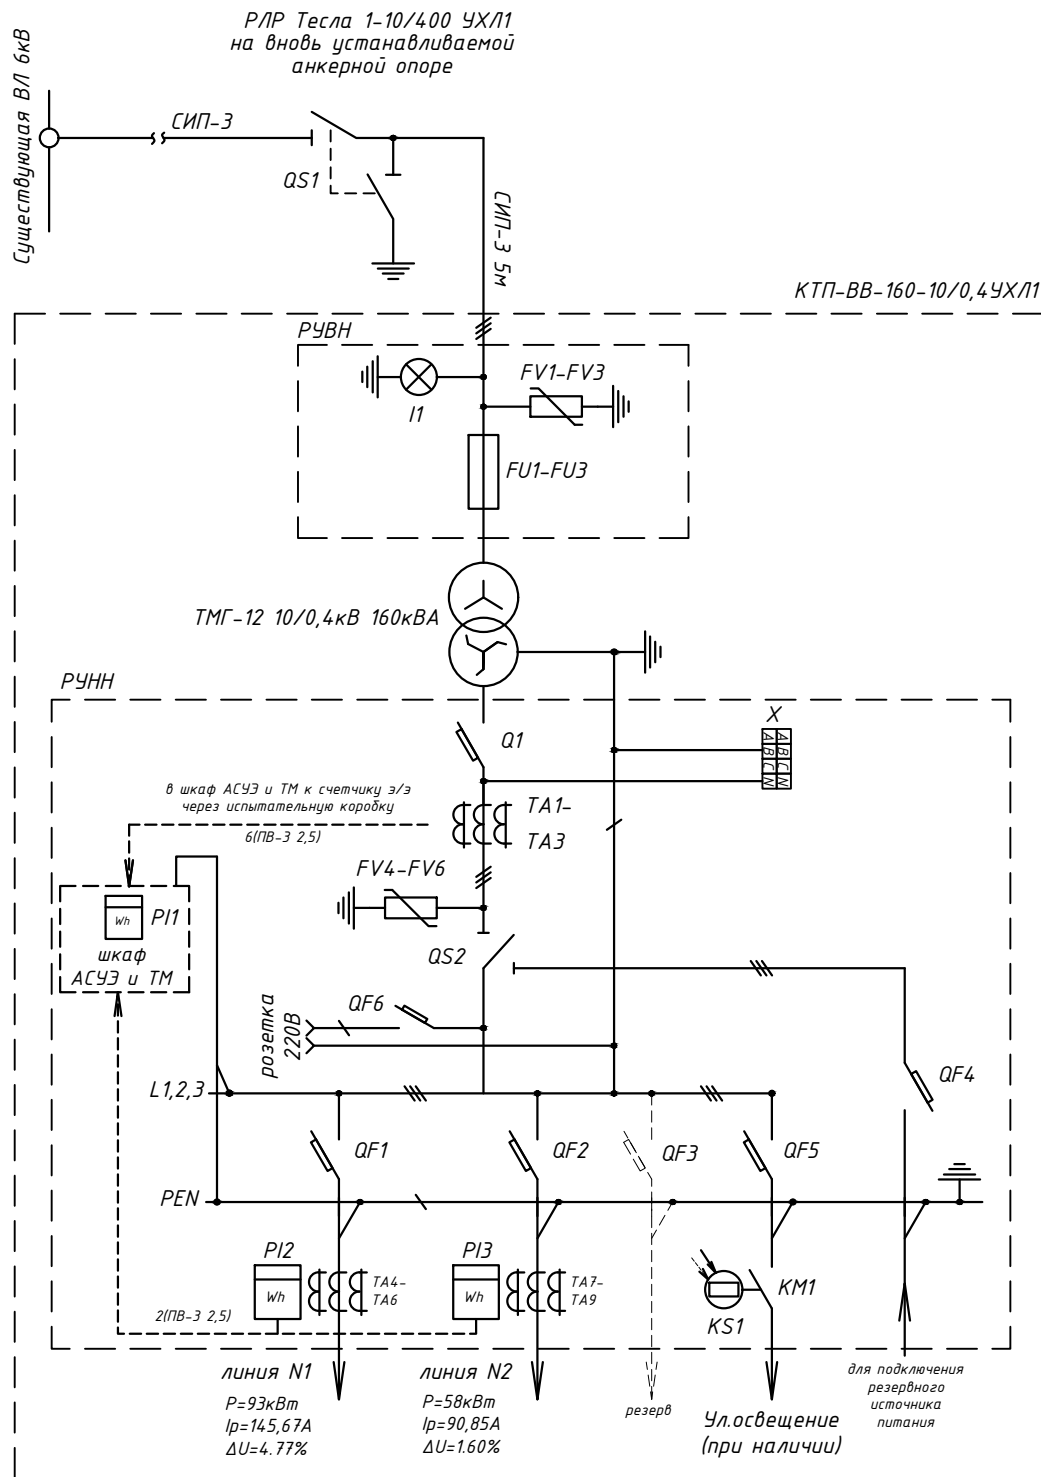 РЛР Тесла 1-10/400 УХЛ1
на вновь устанавливаемой
анкерной опоре
Существующая ВЛ 6кВ
СИП-3
QS1
СИП-3 5м
КТП-ВВ-160-10/0,4УХЛ1
РУВН
FV1-FV3
I1
FU1-FU3
ТМГ-12 10/0,4кВ 160кВА
РУНН
X
A A
B B
C C
N N
Q1
в шкаф АСУЭ и ТМ к счетчику э/э
через испытательную коробку
6(ПВ-3 2,5)
TA1-
TA3
FV4-FV6
Wh
PI1
шкаф
АСУЭ и ТМ
QS2
QF6
розетка
220В
QF4
L1,2,3
QF1
QF2
QF3
QF5
PEN
PI2
Wh
TA4-
TA6
PI3
Wh
TA7-
TA9
KM1
KS1
2(ПВ-3 2,5)
линия N1
P=93кВт
Iр=145,67А
ΔU=4.77%
линия N2
P=58кВт
Iр=90,85А
ΔU=1.60%
резерв
Ул.освещение
(при наличии)
для подключения
резервного
источника
питания